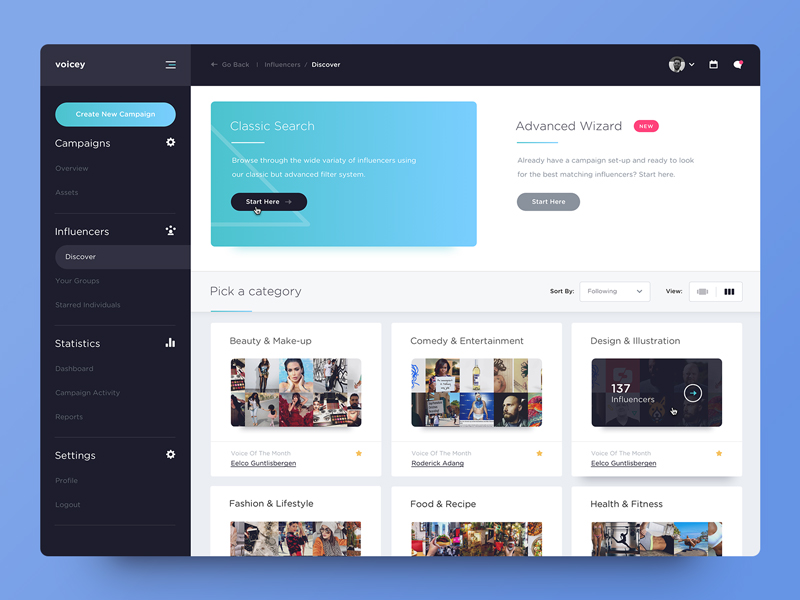 voicey
Go Back | Influencers / Discover
Create New Campaign
Campaigns
Overview
Assets
Influencers
Discover
Your Groups
Starred Individuals
Statistics
Dashboard
Campaign Activity
Reports
Settings
Profile
Logout
Classic Search
Browse through the wide variaty of influencers using
our classic but advanced filter system.
Start Here
Advanced Wizard NEW
Already have a campaign set-up and ready to look
for the best matching influencers? Start here.
Start Here
Pick a category
Sort By: Following View:
Beauty & Make-up
Voice Of The Month
Eelco Guntlisbergen
Comedy & Entertainment
Voice Of The Month
Roderick Adang
Design & Illustration
137
Influencers
Voice Of The Month
Eelco Guntlisbergen
Fashion & Lifestyle
Food & Recipe
Health & Fitness